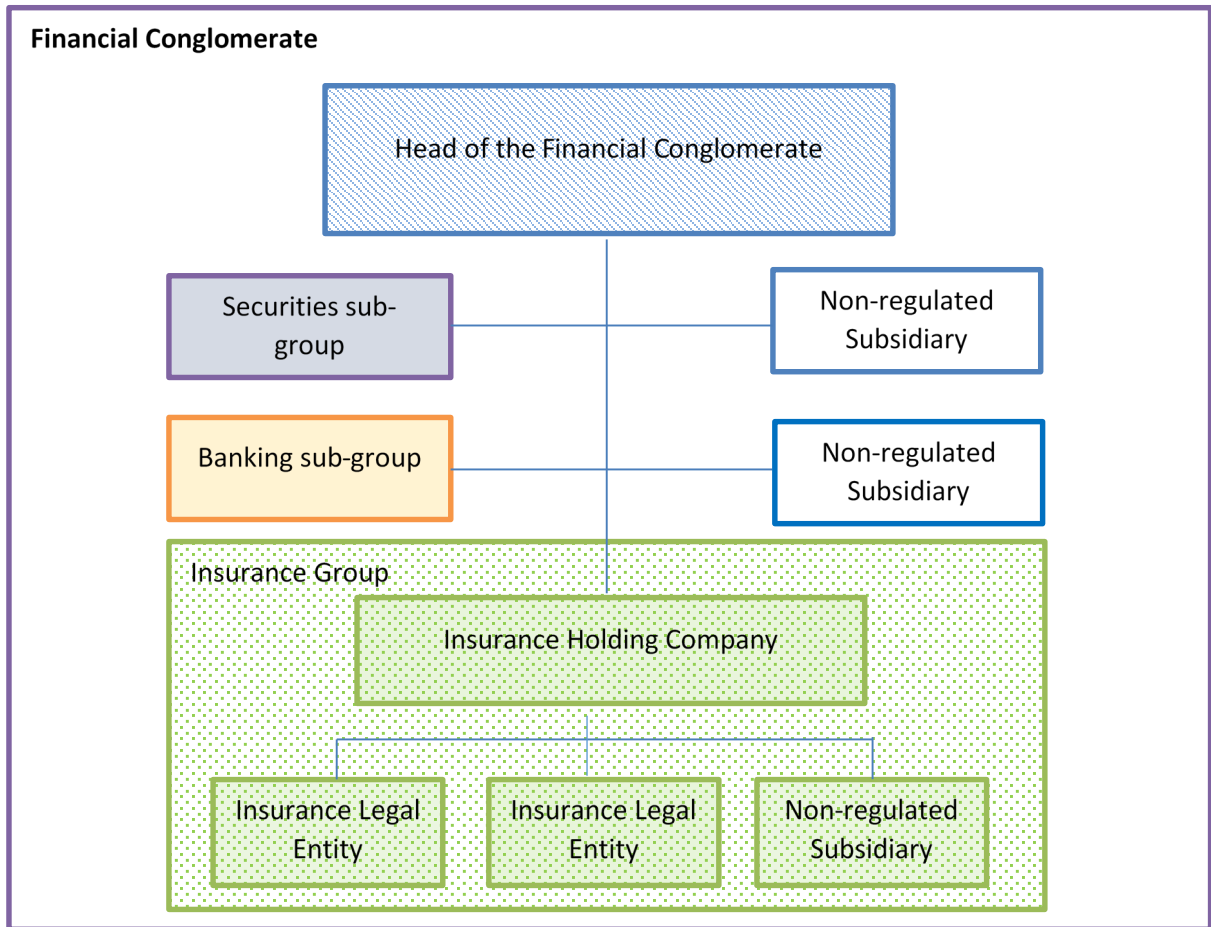 Financial Conglomerate
Head of the Financial Conglomerate
Securities sub-
group
Non-regulated
Subsidiary
Banking sub-group
Non-regulated
Subsidiary
Insurance Group
Insurance Holding Company
Insurance Legal
Entity
Insurance Legal
Entity
Non-regulated
Subsidiary